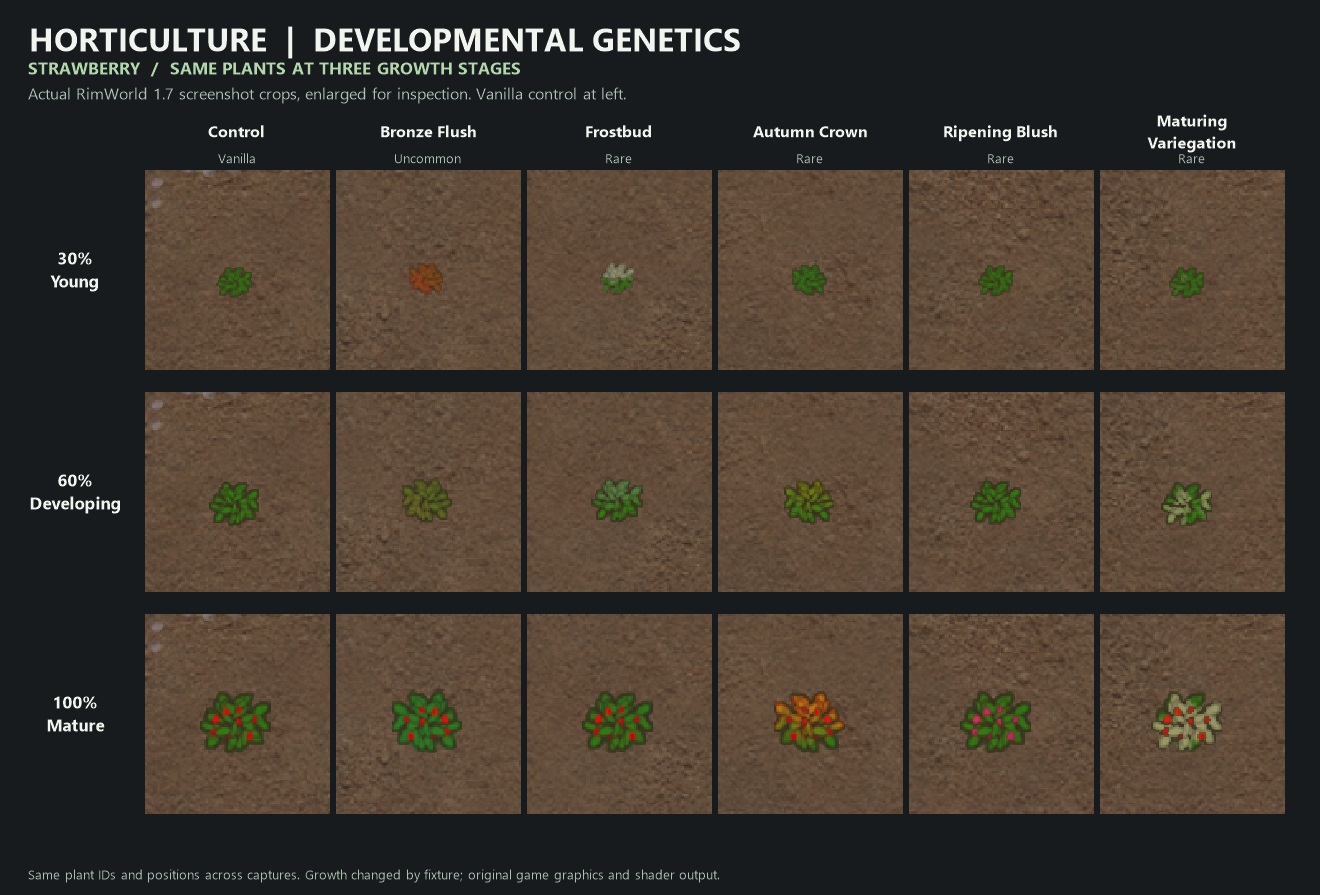 HORTICULTURE | DEVELOPMENTAL GENETICS
STRAWBERRY / SAME PLANTS AT THREE GROWTH STAGES
Actual RimWorld 1.7 screenshot crops, enlarged for inspection. Vanilla control at left.
Control
Vanilla
Bronze Flush
Uncommon
Frostbud
Rare
Autumn Crown
Rare
Ripening Blush
Rare
Maturing
Variegation
Rare
30%
Young
60%
Developing
100%
Mature
Same plant IDs and positions across captures. Growth changed by fixture; original game graphics and shader output.